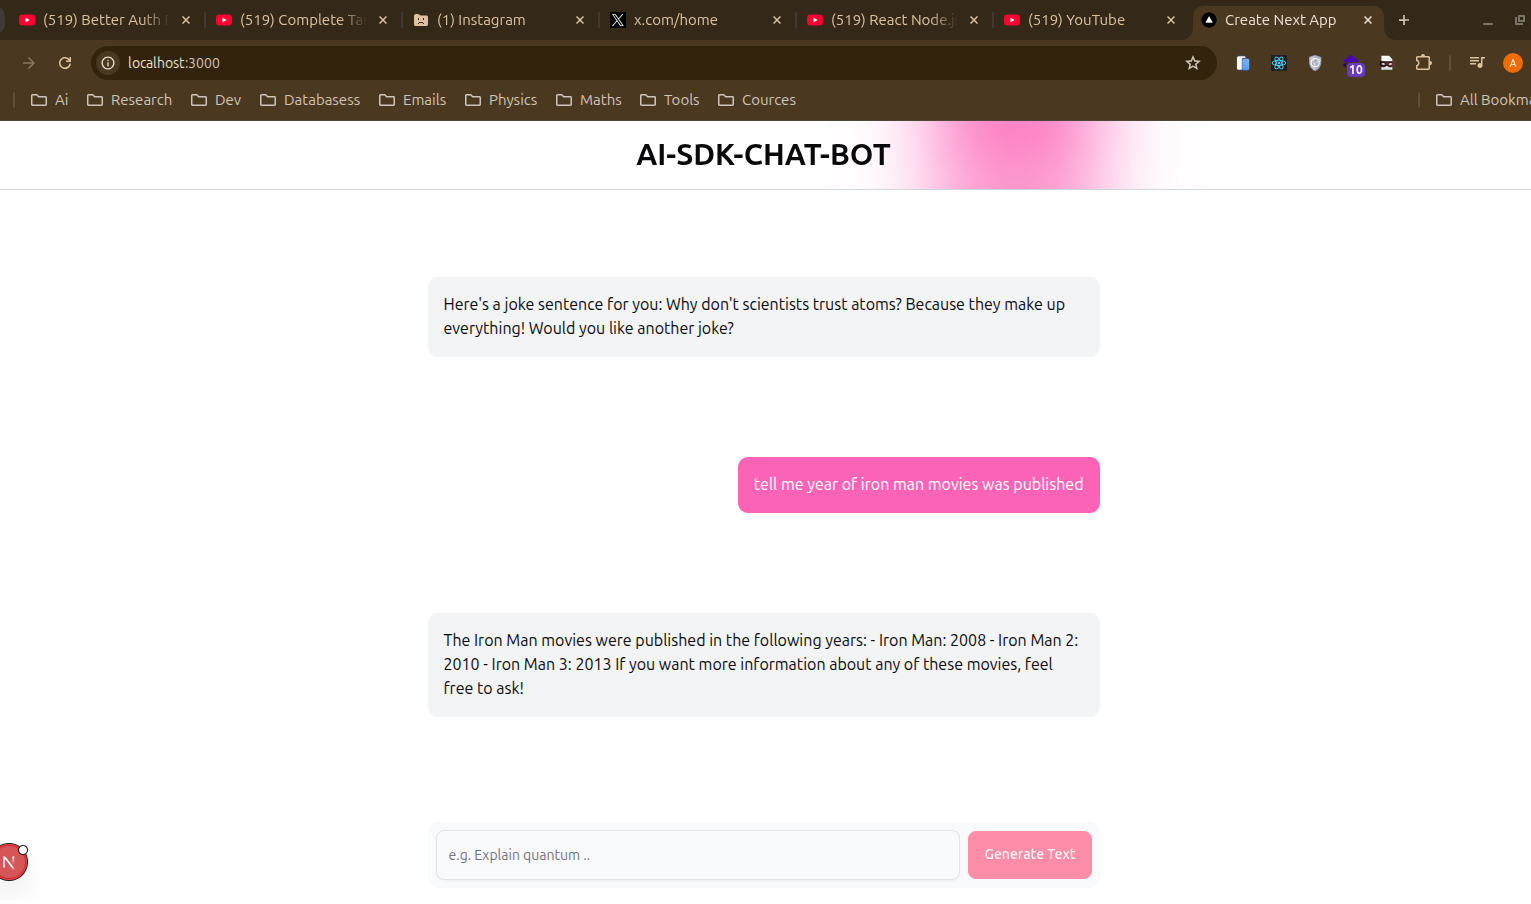 (519) Better Auth
(519) Complete Ta
(1) Instagram
x.com/home
(519) React Node.j
(519) YouTube
Create Next App
localhost:3000
10
A
Ai
Research
Dev
Databasess
Emails
Physics
Maths
Tools
Cources
All Bookma
AI-SDK-CHAT-BOT
Here's a joke sentence for you: Why don't scientists trust atoms? Because they make up
everything! Would you like another joke?
tell me year of iron man movies was published
The Iron Man movies were published in the following years: - Iron Man: 2008 - Iron Man 2:
2010 - Iron Man 3: 2013 If you want more information about any of these movies, feel
free to ask!
e.g. Explain quantum ..
Generate Text
N